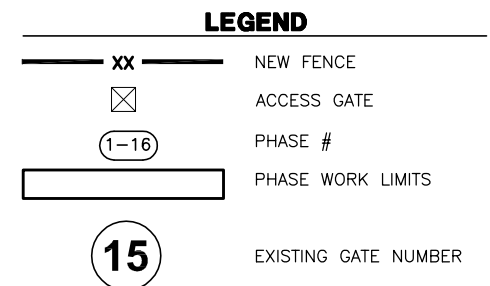 LEGEND
XX NEW FENCE
ACCESS GATE
1-16 PHASE #
PHASE WORK LIMITS
15 EXISTING GATE NUMBER